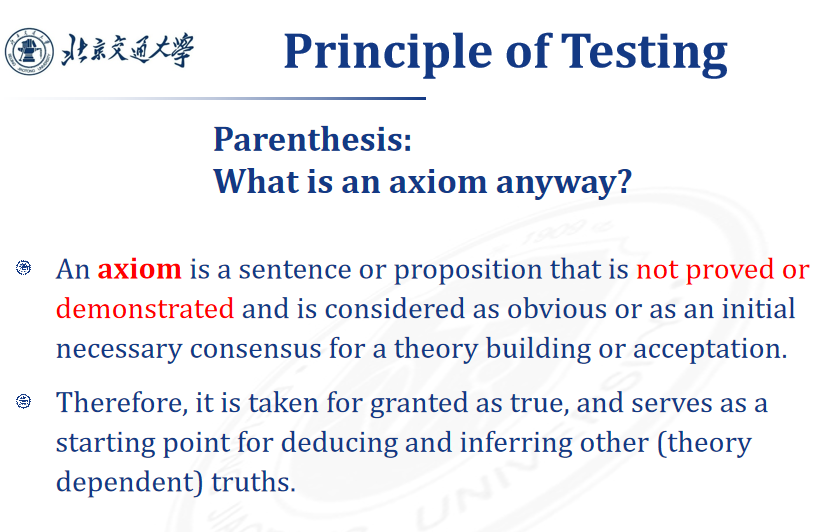 北京交通大学
Principle of Testing
Parenthesis:
What is an axiom anyway?
An axiom is a sentence or proposition that is not proved or
demonstrated and is considered as obvious or as an initial
necessary consensus for a theory building or acceptation.
Therefore, it is taken for granted as true, and serves as a
starting point for deducing and inferring other (theory
dependent) truths.